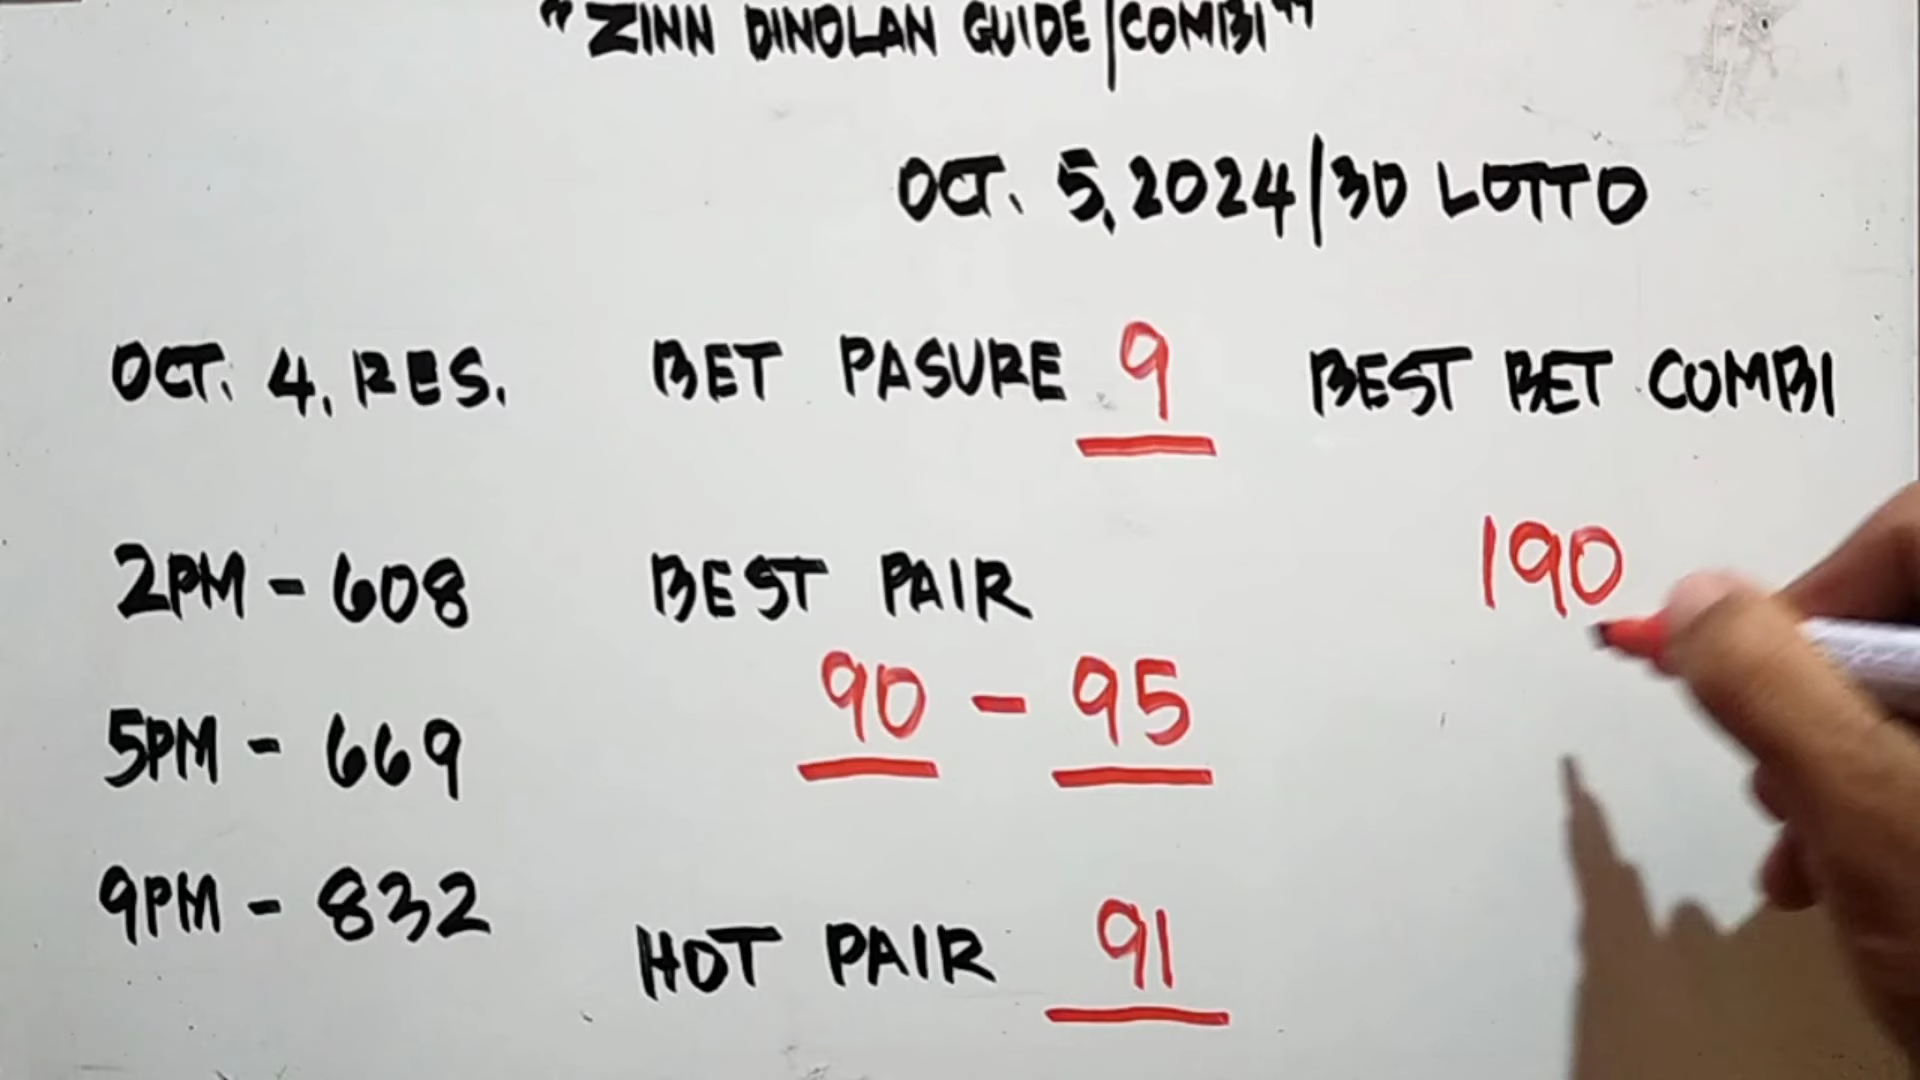 "ZINN DINOLAN GUIDE/COMBI"
OCT. 5, 2024/3D LOTTO
OCT. 4, RES.
2PM - 608
5PM - 669
9PM - 832
BET PASURE 9
BEST PAIR
90 - 95
HOT PAIR 91
BEST BET COMBI
190